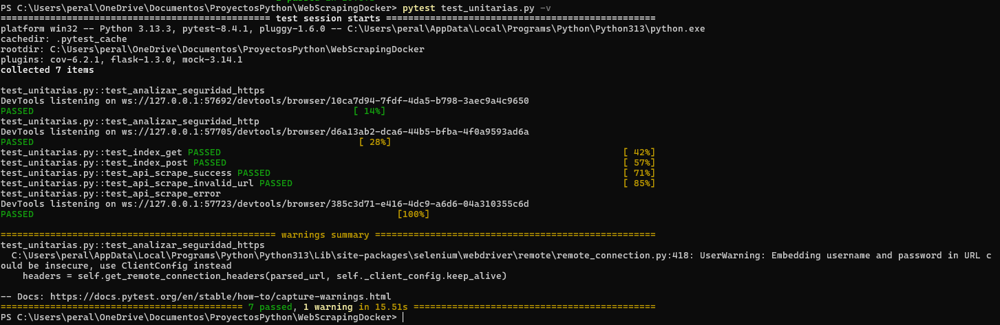 PS C:\Users\peral\OneDrive\Documentos\ProyectosPython\WebScrapingDocker> pytest test_unitarias.py -v
================================================= test session starts =================================================
platform win32 -- Python 3.13.3, pytest-8.4.1, pluggy-1.6.0 -- C:\Users\peral\AppData\Local\Programs\Python\Python313\python.exe
cachedir: .pytest_cache
rootdir: C:\Users\peral\OneDrive\Documentos\ProyectosPython\WebScrapingDocker
plugins: cov-6.2.1, flask-1.3.0, mock-3.14.1
collected 7 items
test_unitarias.py::test_analizar_seguridad_https
DevTools listening on ws://127.0.0.1:57692/devtools/browser/10ca7d94-7fdf-4da5-b798-3aec9a4c9650
PASSED [ 14%]
test_unitarias.py::test_analizar_seguridad_http
DevTools listening on ws://127.0.0.1:57705/devtools/browser/d6a13ab2-dca6-44b5-bfba-4f0a9593ad6a
PASSED [ 28%]
test_unitarias.py::test_index_get PASSED [ 42%]
test_unitarias.py::test_index_post PASSED [ 57%]
test_unitarias.py::test_api_scrape_success PASSED [ 71%]
test_unitarias.py::test_api_scrape_invalid_url PASSED [ 85%]
test_unitarias.py::test_api_scrape_error
DevTools listening on ws://127.0.0.1:57723/devtools/browser/385c3d71-e416-4dc9-a6d6-04a310355c6d
PASSED [100%]
================================================== warnings summary ===================================================
test_unitarias.py::test_analizar_seguridad_https
C:\Users\peral\AppData\Local\Programs\Python\Python313\Lib\site-packages\selenium\webdriver\remote\remote_connection.py:418: UserWarning: Embedding username and password in URL c
ould be insecure, use ClientConfig instead
headers = self.get_remote_connection_headers(parsed_url, self._client_config.keep_alive)
-- Docs: https://docs.pytest.org/en/stable/how-to/capture-warnings.html
============================================ 7 passed, 1 warning in 15.51s ============================================
PS C:\Users\peral\OneDrive\Documentos\ProyectosPython\WebScrapingDocker>